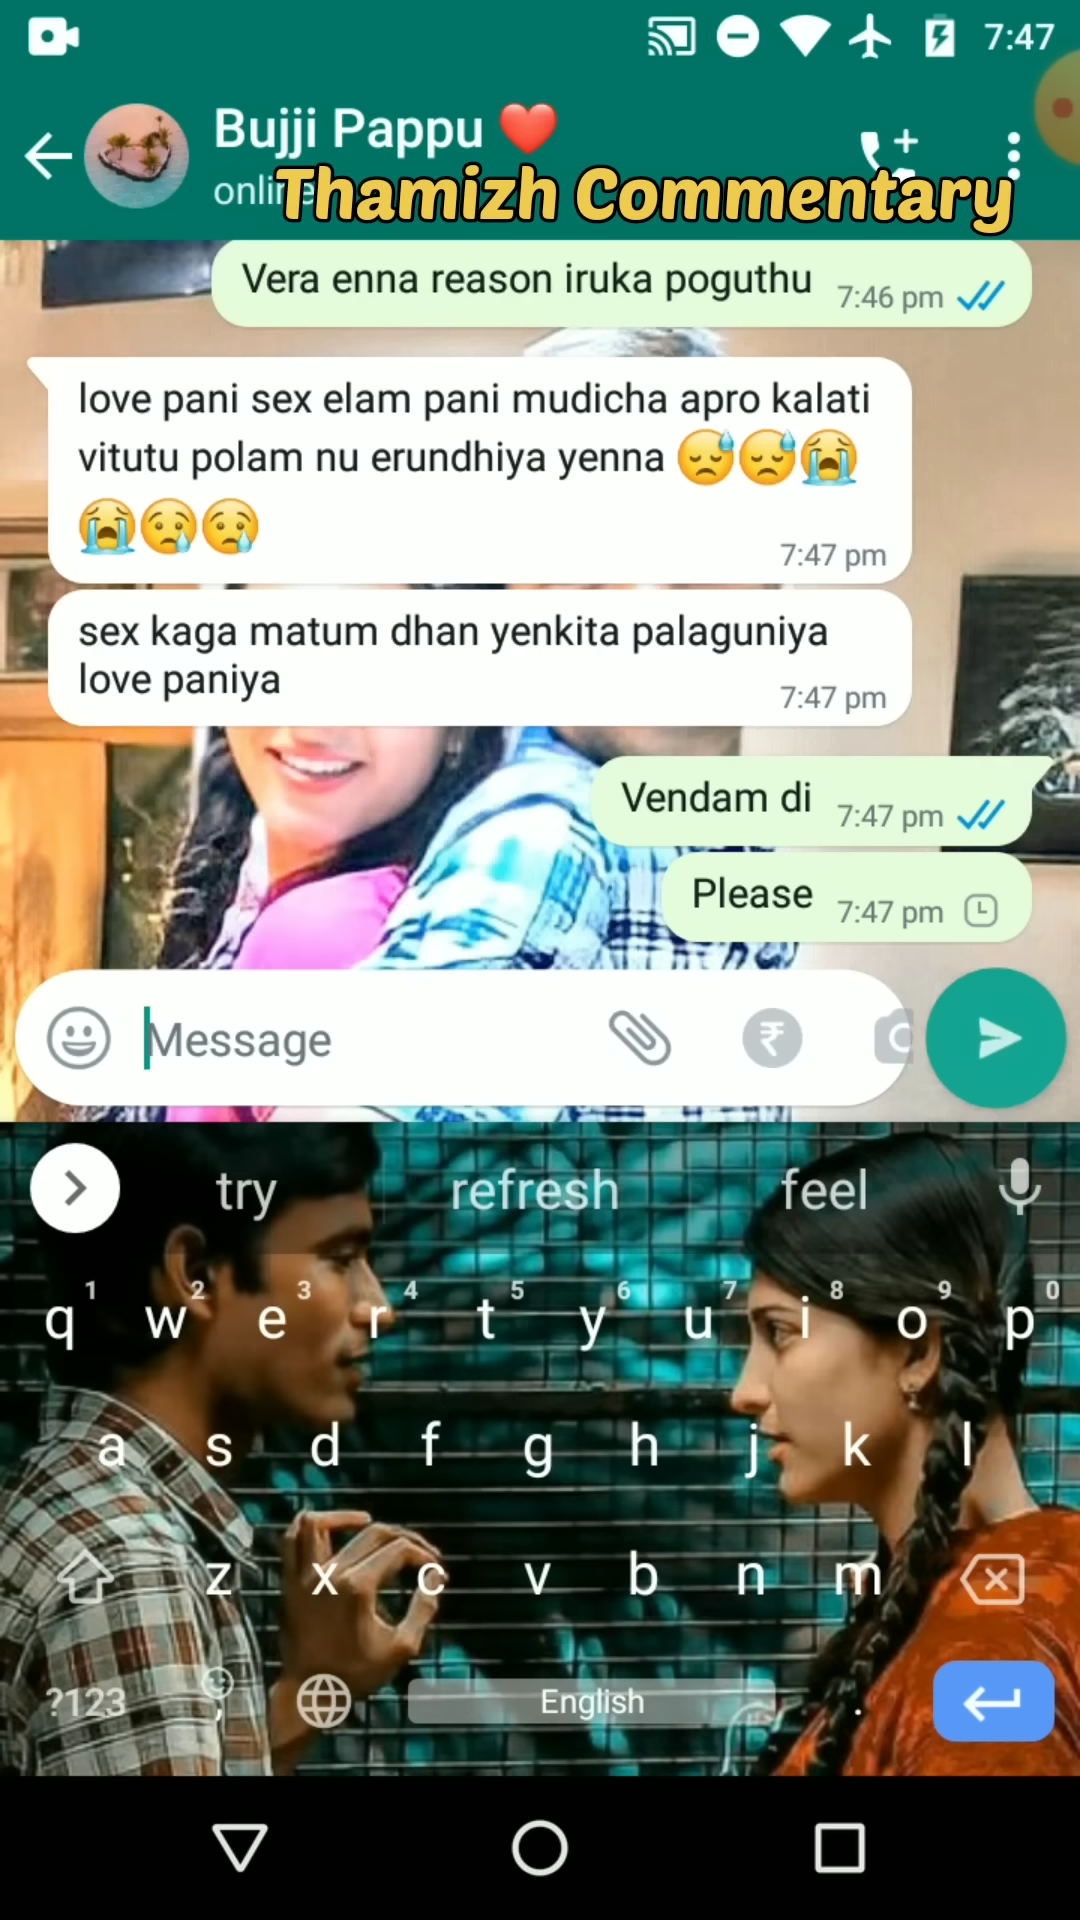 7:47
Bujji Pappu ❤️
online
Thamizh Commentary
Vera enna reason iruka poguthu 7:46 pm
love pani sex elam pani mudicha apro kalati
vitutu polam nu erundhiya yenna 😓😓😭
😭😢😢
7:47 pm
sex kaga matum dhan yenkita palaguniya
love paniya
7:47 pm
Vendam di 7:47 pm
Please 7:47 pm
Message
try refresh feel
1 2 3 4 5 6 7 8 9 0
q w e r t y u i o p
a s d f g h j k l
z x c v b n m
?123 , English .